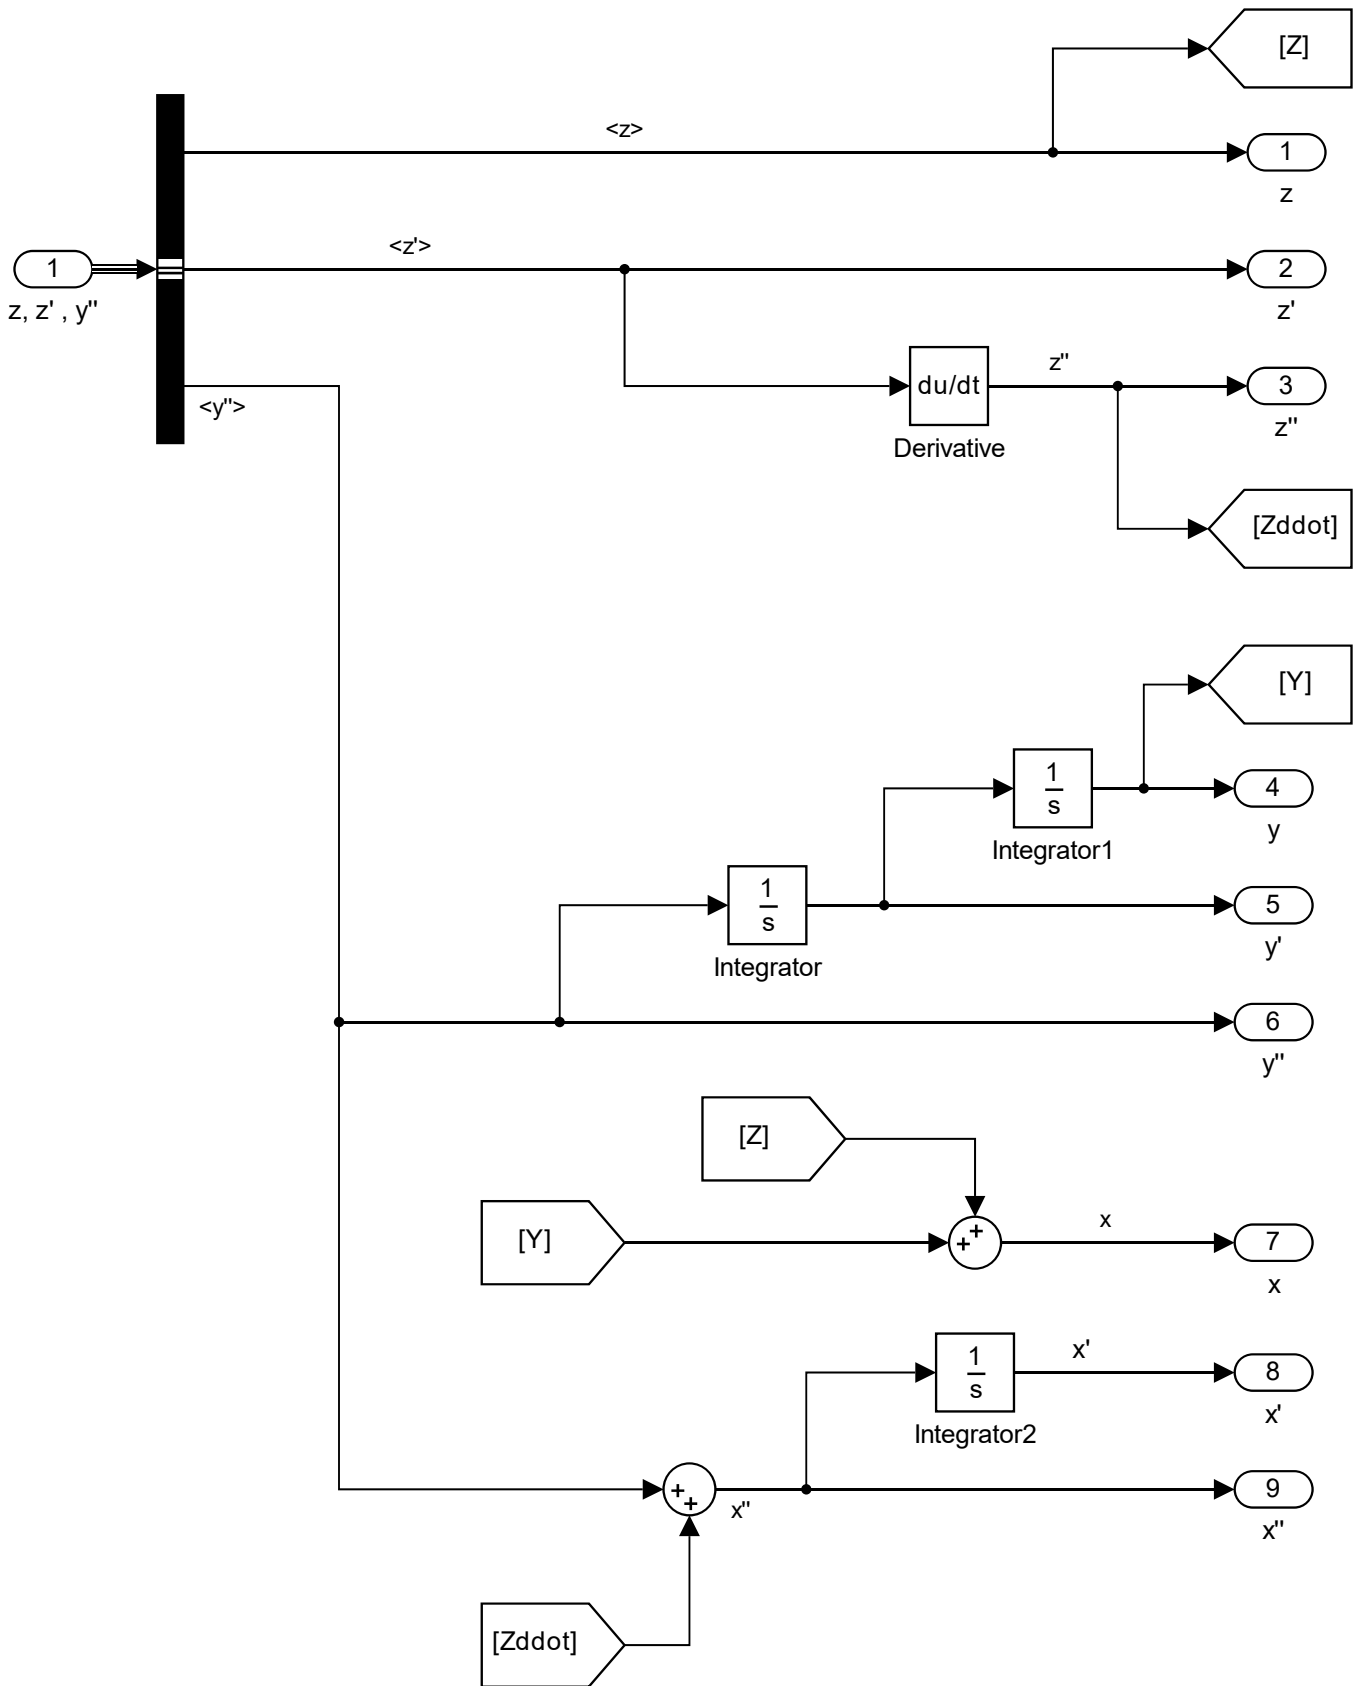 [Z]
<z>
1
z
<z'>
1
z, z' , y"
2
z'
z"
du/dt
Derivative
3
z"
<y">
[Zddot]
[Y]
1
s
Integrator1
4
y
1
s
Integrator
5
y'
6
y"
[Z]
[Y]
+
+
x
7
x
1
s
Integrator2
x'
8
x'
+
+
x"
9
x"
[Zddot]